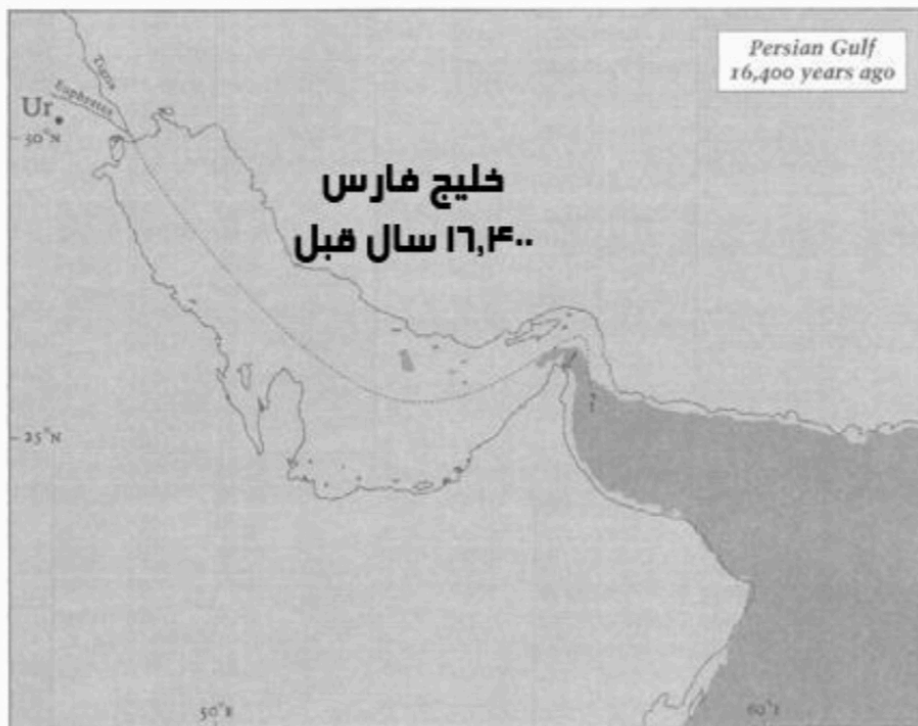 Persian Gulf
16,400 years ago
Tigris
Euphrates
Ur
30°N
خلیج فارس
۱۶,۴۰۰ سال قبل
25°N
50°E
60°E